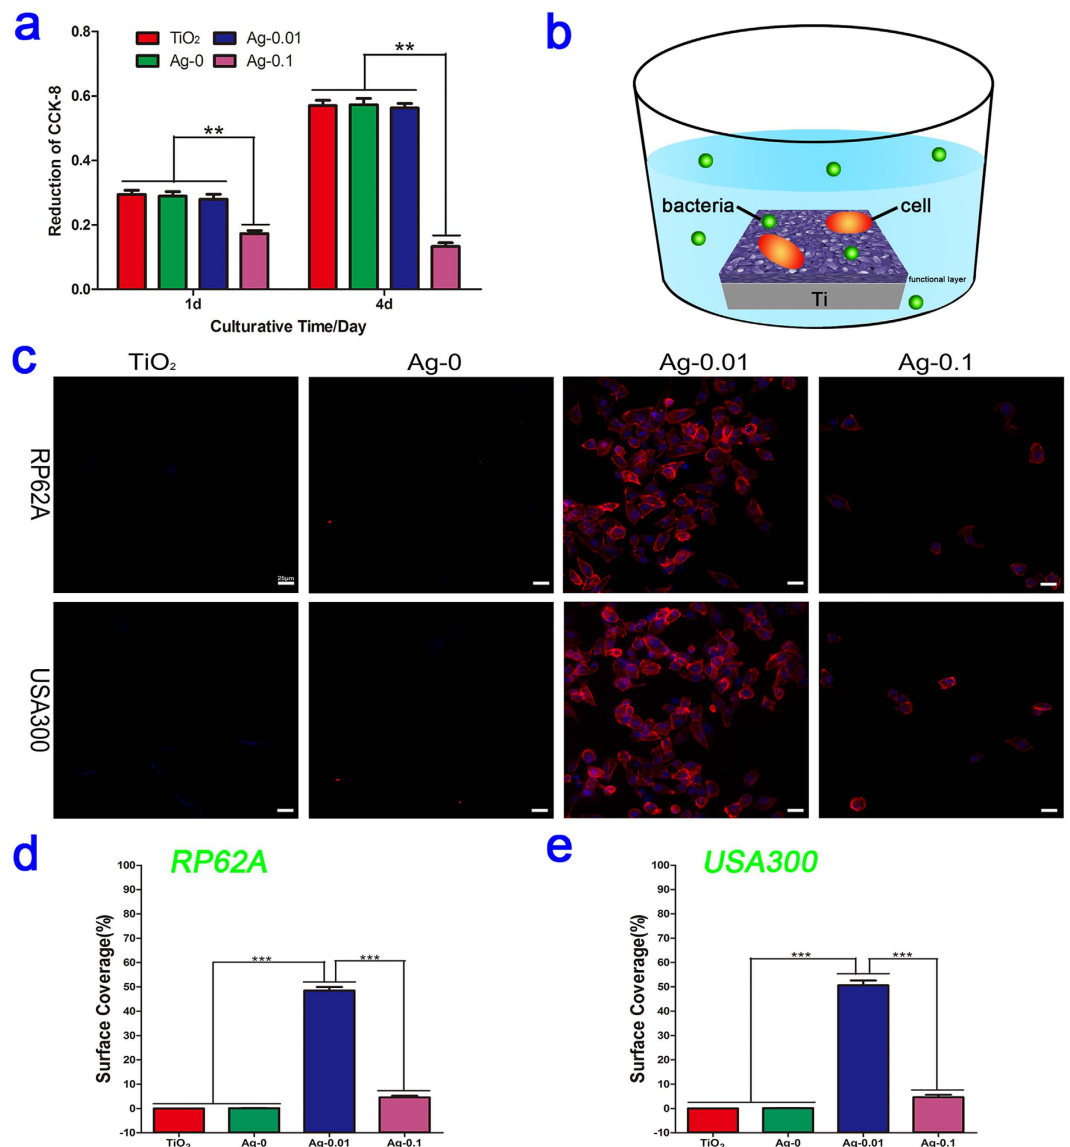 a
0.8
0.6
0.4
0.2
0.0
Reduction of CCK-8
TiO₂ Ag-0.01
Ag-0 Ag-0.1
**
**
1d 4d
Culturative Time/Day
b
bacteria cell
functional layer
Ti
c
TiO₂ Ag-0 Ag-0.01 Ag-0.1
RP62A
25μm
USA300
d
RP62A
100
90
80
70
60
50
40
30
20
10
0
-10
Surface Coverage(%)
*** ***
TiO₂ Ag-0 Ag-0.01 Ag-0.1
e
USA300
100
90
80
70
60
50
40
30
20
10
0
-10
Surface Coverage(%)
*** ***
TiO₂ Ag-0 Ag-0.01 Ag-0.1